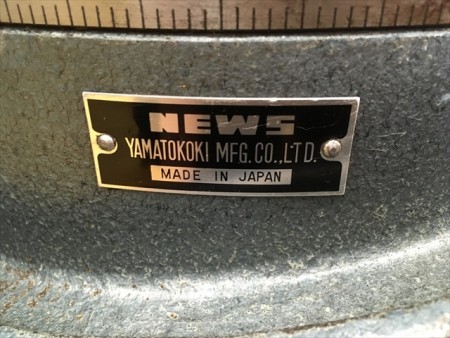 NEWS
YAMATOKOKI MFG.CO.,LTD.
MADE IN JAPAN